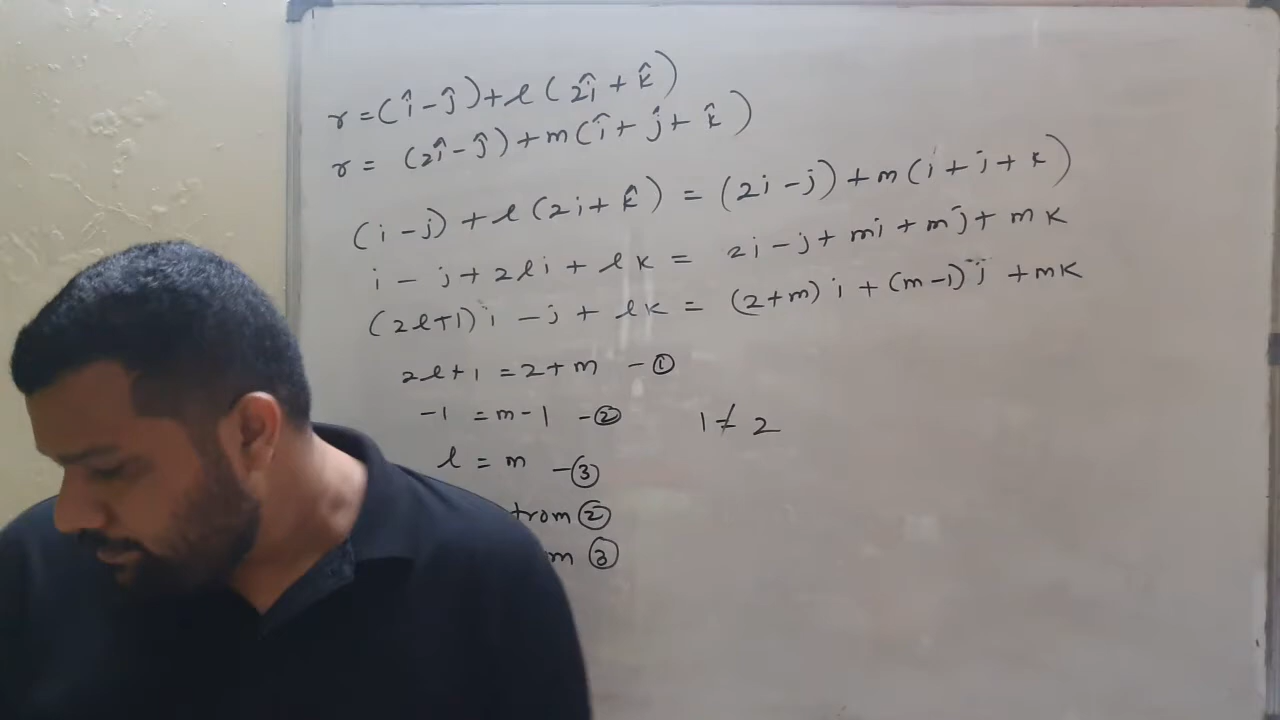 r = (î - ĵ) + l (2î + k̂)
r = (2î - ĵ) + m (î + ĵ + k̂)
(i - j) + l (2i + k̂) = (2i - j) + m (i + j + k)
i - j + 2li + lk = 2i - j + mi + mj + mk
(2l+1) i - j + lk = (2+m) i + (m-1) j + mk
2l+1 = 2+m - ①
-1 = m-1 - ② 1 ≠ 2
l = m - ③
from ②
m ③